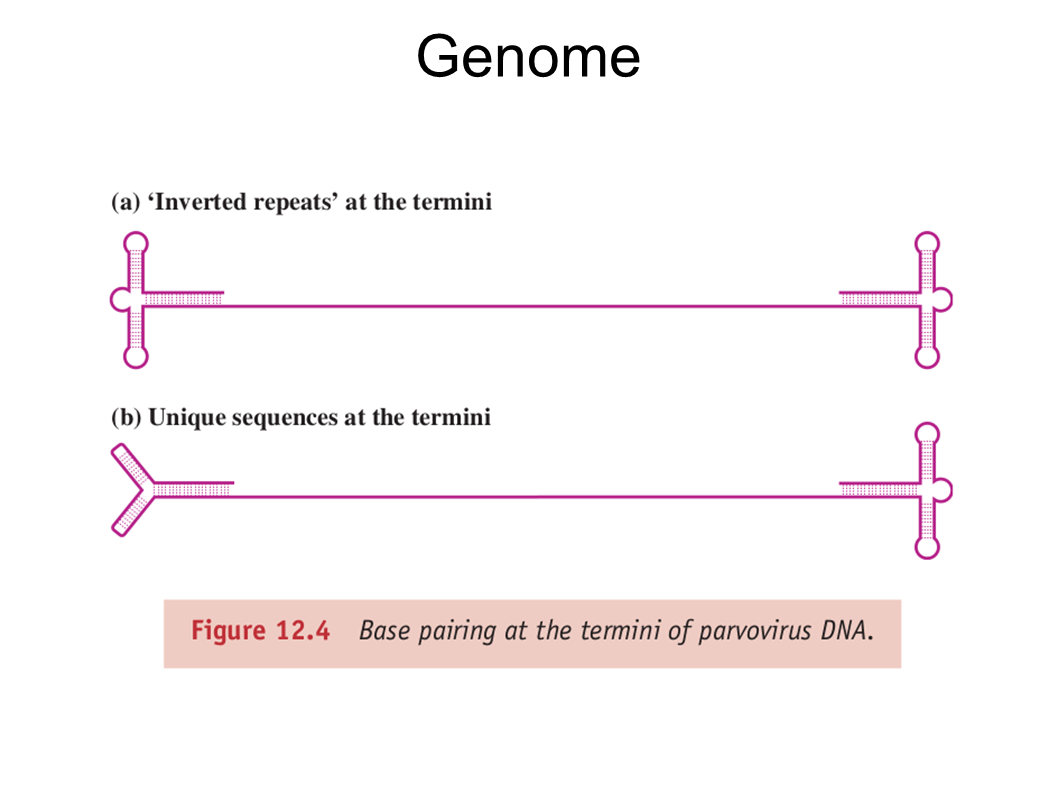 Genome
(a) ‘Inverted repeats’ at the termini
(b) Unique sequences at the termini
Figure 12.4 Base pairing at the termini of parvovirus DNA.